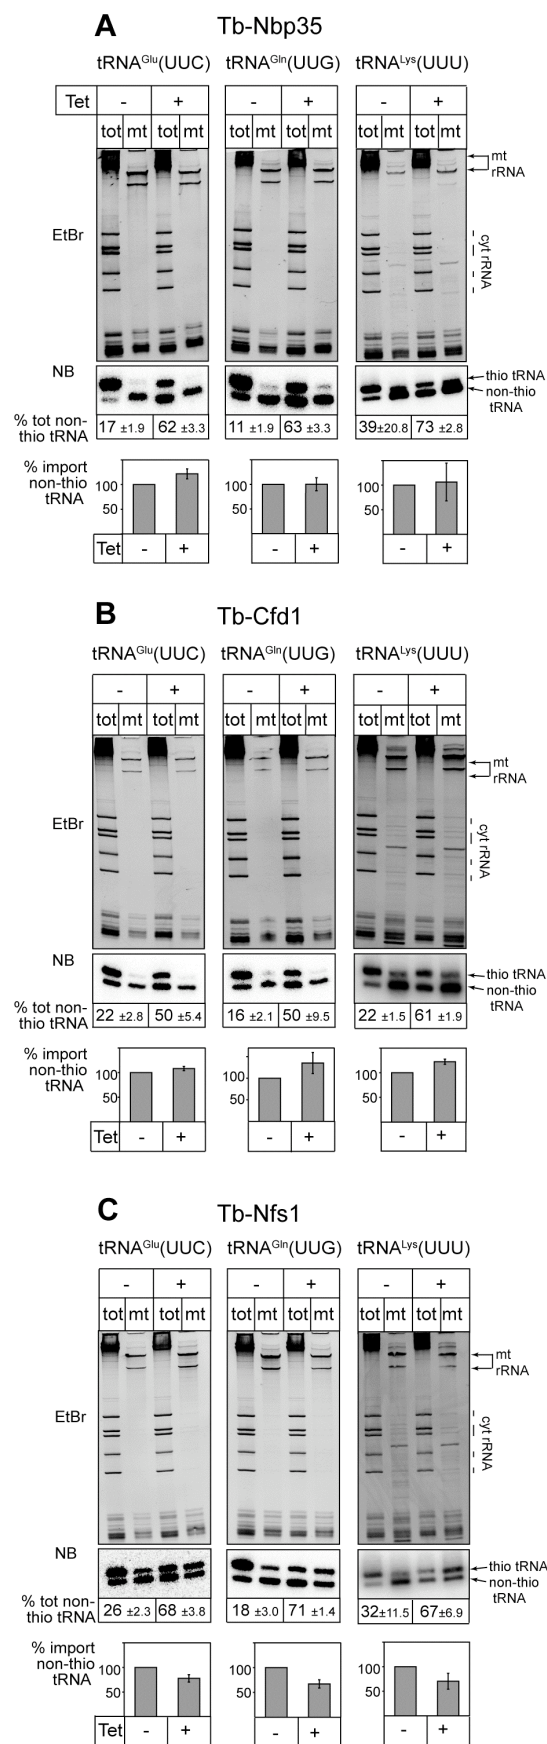 A
Tb-Nbp35
tRNAGlu(UUC) tRNAGln(UUG) tRNALys(UUU)
Tet - + - + - +
tot mt tot mt tot mt tot mt tot mt tot mt
mt
rRNA
EtBr
cyt rRNA
NB
thio tRNA
non-thio
tRNA
% tot non-
thio tRNA
17 ±1.9 62 ±3.3 11 ±1.9 63 ±3.3 39±20.8 73 ±2.8
% import
non-thio
tRNA
100 100 100
50 50 50
Tet - + - + - +
B
Tb-Cfd1
tRNAGlu(UUC) tRNAGln(UUG) tRNALys(UUU)
- + - + - +
tot mt tot mt tot mt tot mt tot mt tot mt
mt
rRNA
EtBr
cyt rRNA
NB
thio tRNA
non-thio
tRNA
% tot non-
thio tRNA
22 ±2.8 50 ±5.4 16 ±2.1 50 ±9.5 22 ±1.5 61 ±1.9
% import
non-thio
tRNA
100 100 100
50 50 50
Tet - + - + - +
C
Tb-Nfs1
tRNAGlu(UUC) tRNAGln(UUG) tRNALys(UUU)
- + - + - +
tot mt tot mt tot mt tot mt tot mt tot mt
mt
rRNA
EtBr
cyt rRNA
NB
thio tRNA
non-thio
tRNA
% tot non-
thio tRNA
26 ±2.3 68 ±3.8 18 ±3.0 71 ±1.4 32±11.5 67±6.9
% import
non-thio
tRNA
100 100 100
50 50 50
Tet - + - + - +